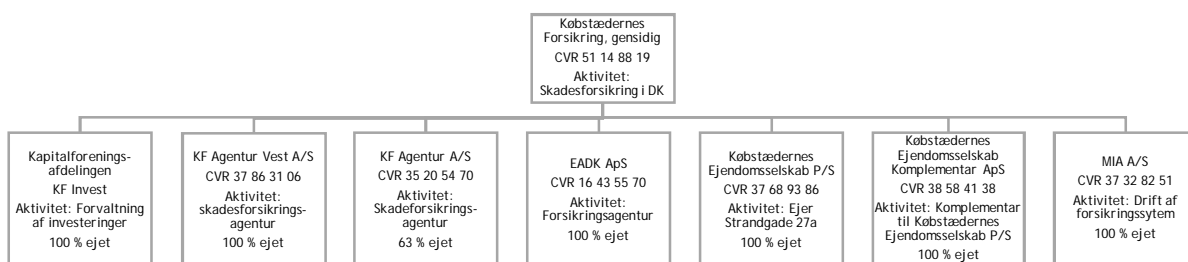 Købstædernes
Forsikring, gensidig
CVR 51 14 88 19
Aktivitet:
Skadesforsikring i DK
Kapitalforenings-
afdelingen
KF Invest
Aktivitet: Forvaltning
af investeringer
100 % ejet
KF Agentur Vest A/S
CVR 37 86 31 06
Aktivitet:
skadesforsikrings-
agentur
100 % ejet
KF Agentur A/S
CVR 35 20 54 70
Aktivitet:
Skadeforsikrings-
agentur
63 % ejet
EADK ApS
CVR 16 43 55 70
Aktivitet:
Forsikringsagentur
100 % ejet
Købstædernes
Ejendomsselskab P/S
CVR 37 68 93 86
Aktivitet: Ejer
Strandgade 27a
100 % ejet
Købstædernes
Ejendomsselskab
Komplementar ApS
CVR 38 58 41 38
Aktivitet: Komplementar
til Købstædernes
Ejendomsselskab P/S
100 % ejet
MIA A/S
CVR 37 32 82 51
Aktivitet: Drift af
forsikringssytem
100 % ejet